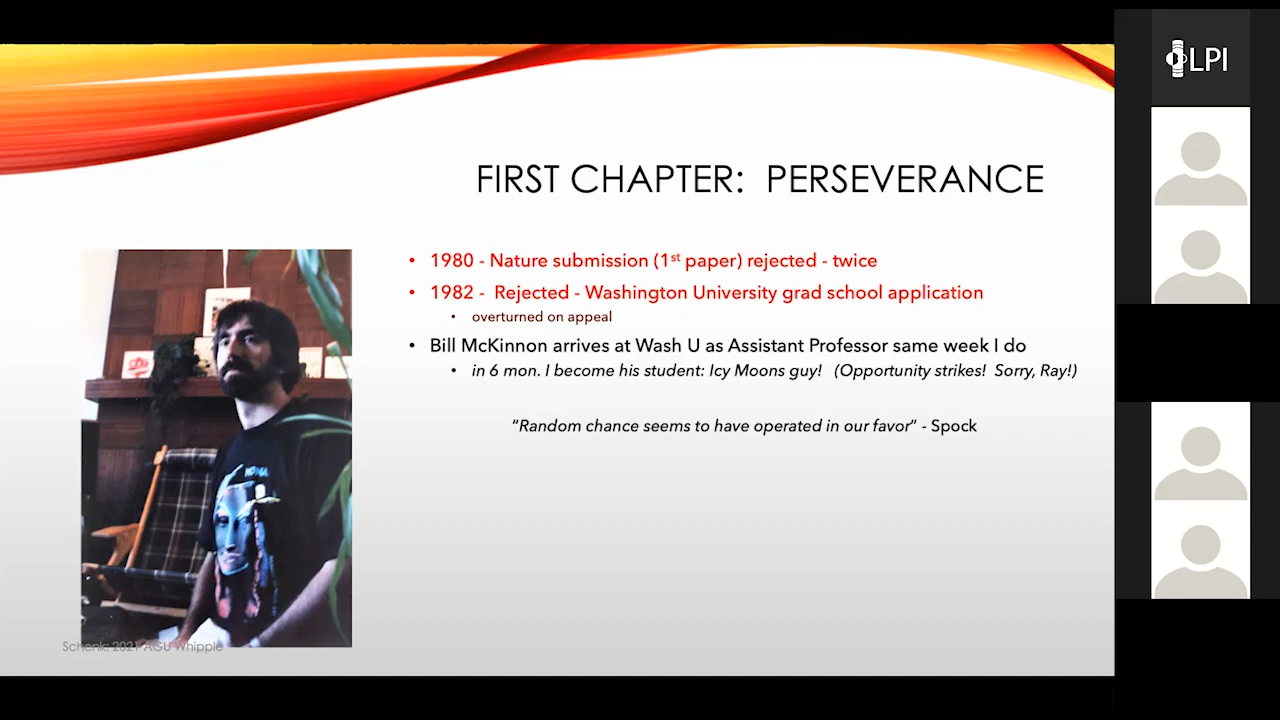 LPI
FIRST CHAPTER: PERSEVERANCE
• 1980 - Nature submission (1st paper) rejected - twice
• 1982 - Rejected - Washington University grad school application
• overturned on appeal
• Bill McKinnon arrives at Wash U as Assistant Professor same week I do
• in 6 mon. I become his student: Icy Moons guy! (Opportunity strikes! Sorry, Ray!)
"Random chance seems to have operated in our favor" - Spock
Schenk: 2021 AGU Whipple